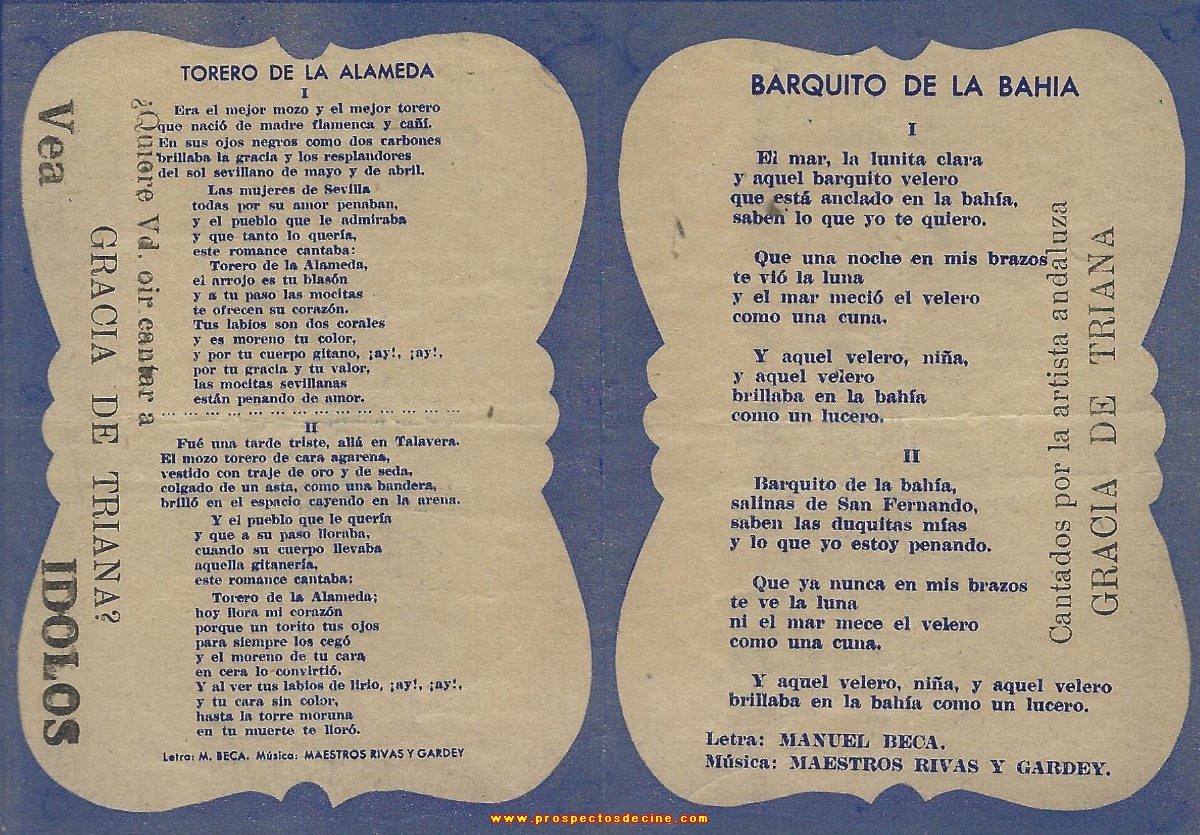 TORERO DE LA ALAMEDA
I
Era el mejor mozo y el mejor torero
que nació de madre flamenca y cañí.
En sus ojos negros como dos carbones
brillaba la gracia y los resplandores
del sol sevillano de mayo y de abril.
Las mujeres de Sevilla
todas por su amor penaban,
y el pueblo que le admiraba
y que tanto lo quería,
este romance cantaba:
Torero de la Alameda,
el arrojo es tu blasón
y a tu paso las mocitas
te ofrecen su corazón.
Tus labios son dos corales
y es moreno tu color,
y por tu cuerpo gitano, ¡ay!, ¡ay!,
por tu gracia y tu valor,
las mocitas sevillanas
están penando de amor.
... ... ... ... ... ... ... ... ... ... ... ... ... ...
II
Fué una tarde triste, allá en Talavera.
El mozo torero de cara agarena,
vestido con traje de oro y de seda,
colgado de un asta, como una bandera,
brilló en el espacio cayendo en la arena.
Y el pueblo que le quería
y que a su paso lloraba,
cuando su cuerpo llevaba
aquella gitanería,
este romance cantaba:
Torero de la Alameda;
hoy llora mi corazón
porque un torito tus ojos
para siempre los cegó
y el moreno de tu cara
en cera lo convirtió.
Y al ver tus labios de lirio, ¡ay!, ¡ay!,
y tu cara sin color,
hasta la torre moruna
en tu muerte te lloró.
Letra: M. BECA. Música: MAESTROS RIVAS Y GARDEY
¿Quiere Vd. oir cantar a
GRACIA DE TRIANA?
Vea IDOLOS
BARQUITO DE LA BAHIA
I
El mar, la lunita clara
y aquel barquito velero
que está anclado en la bahía,
saben lo que yo te quiero.
Que una noche en mis brazos
te vió la luna
y el mar meció el velero
como una cuna.
Y aquel velero, niña,
y aquel velero
brillaba en la bahía
como un lucero.
II
Barquito de la bahía,
salinas de San Fernando,
saben las duquitas mías
y lo que yo estoy penando.
Que ya nunca en mis brazos
te ve la luna
ni el mar mece el velero
como una cuna.
Y aquel velero, niña, y aquel velero
brillaba en la bahía como un lucero.
Letra: MANUEL BECA.
Música: MAESTROS RIVAS Y GARDEY.
Cantados por la artista andaluza
GRACIA DE TRIANA
www.prospectosdecine.com